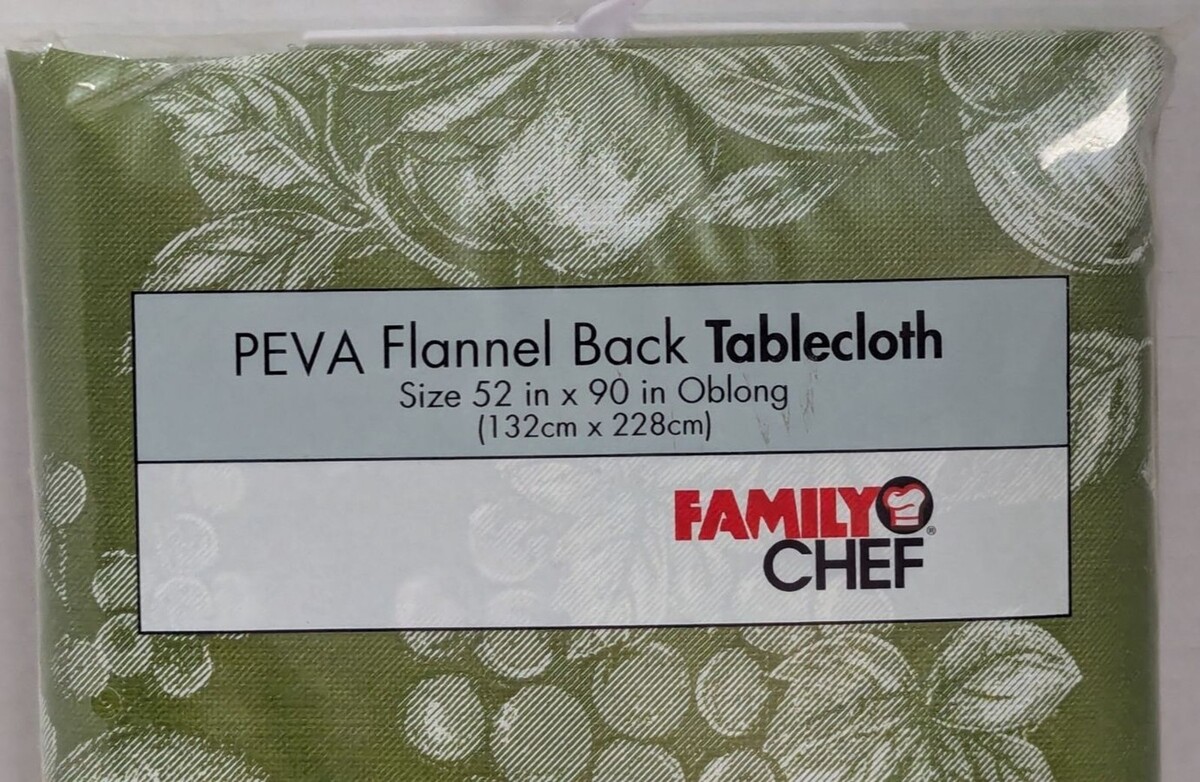 PEVA Flannel Back Tablecloth
Size 52 in x 90 in Oblong
(132cm x 228cm)
FAMILY
®
CHEF